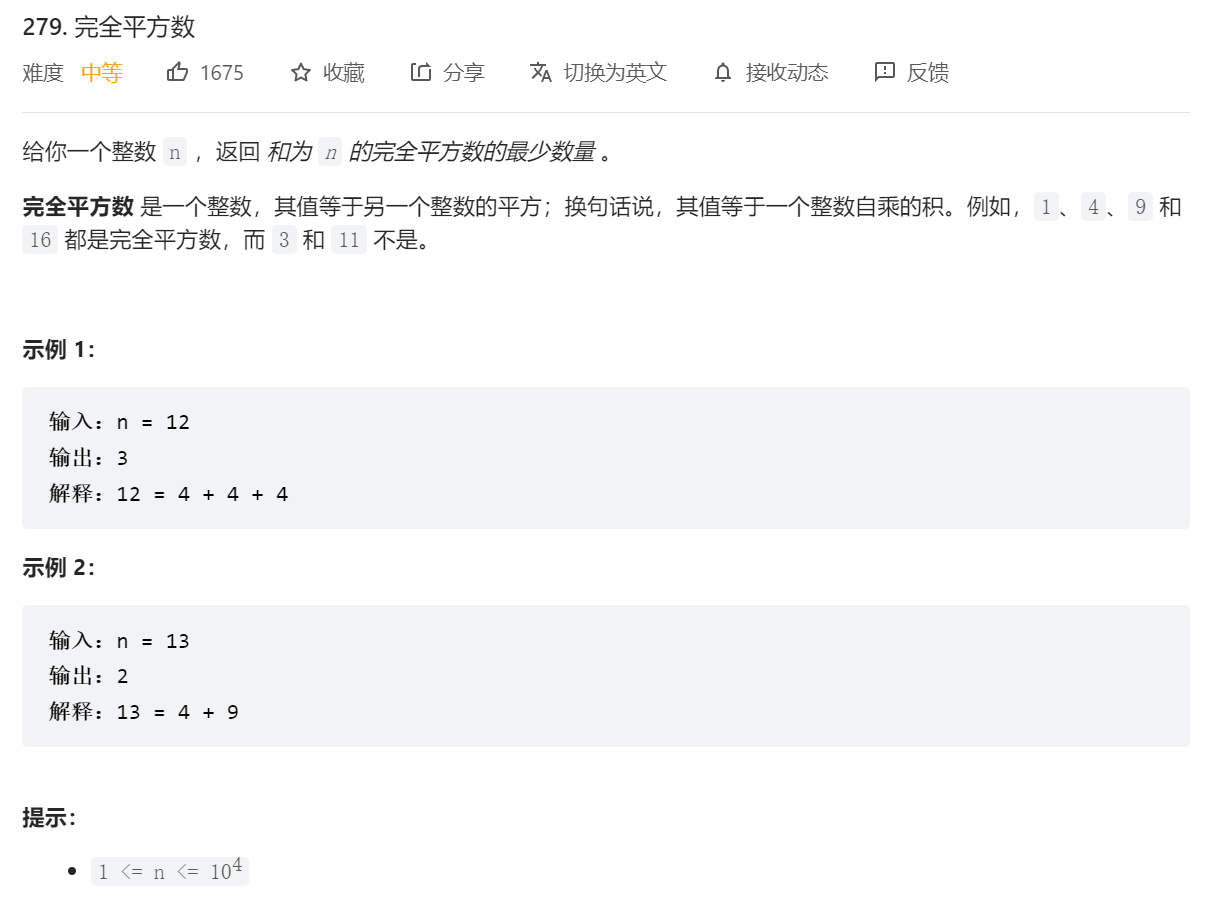 279. 完全平方数
难度 中等 1675 收藏 分享 切换为英文 接收动态 反馈
给你一个整数 n ，返回 和为 n 的完全平方数的最少数量 。
完全平方数 是一个整数，其值等于另一个整数的平方；换句话说，其值等于一个整数自乘的积。例如，1、4、9 和
16 都是完全平方数，而 3 和 11 不是。
示例 1：
输入：n = 12
输出：3
解释：12 = 4 + 4 + 4
示例 2：
输入：n = 13
输出：2
解释：13 = 4 + 9
提示：
• 1 <= n <= 10⁴